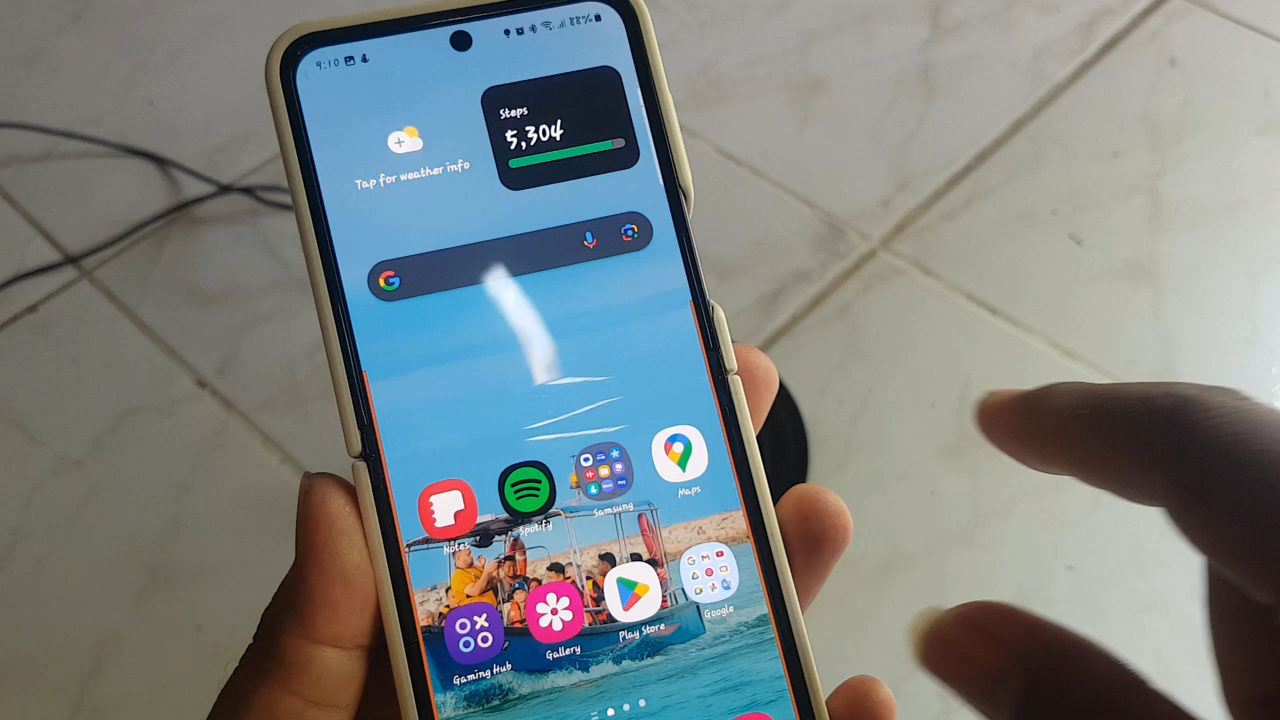 9:10
88%
Steps
5,304
Tap for weather info
Notes
Spotify
Samsung
Maps
Gaming Hub
Gallery
Play Store
Google